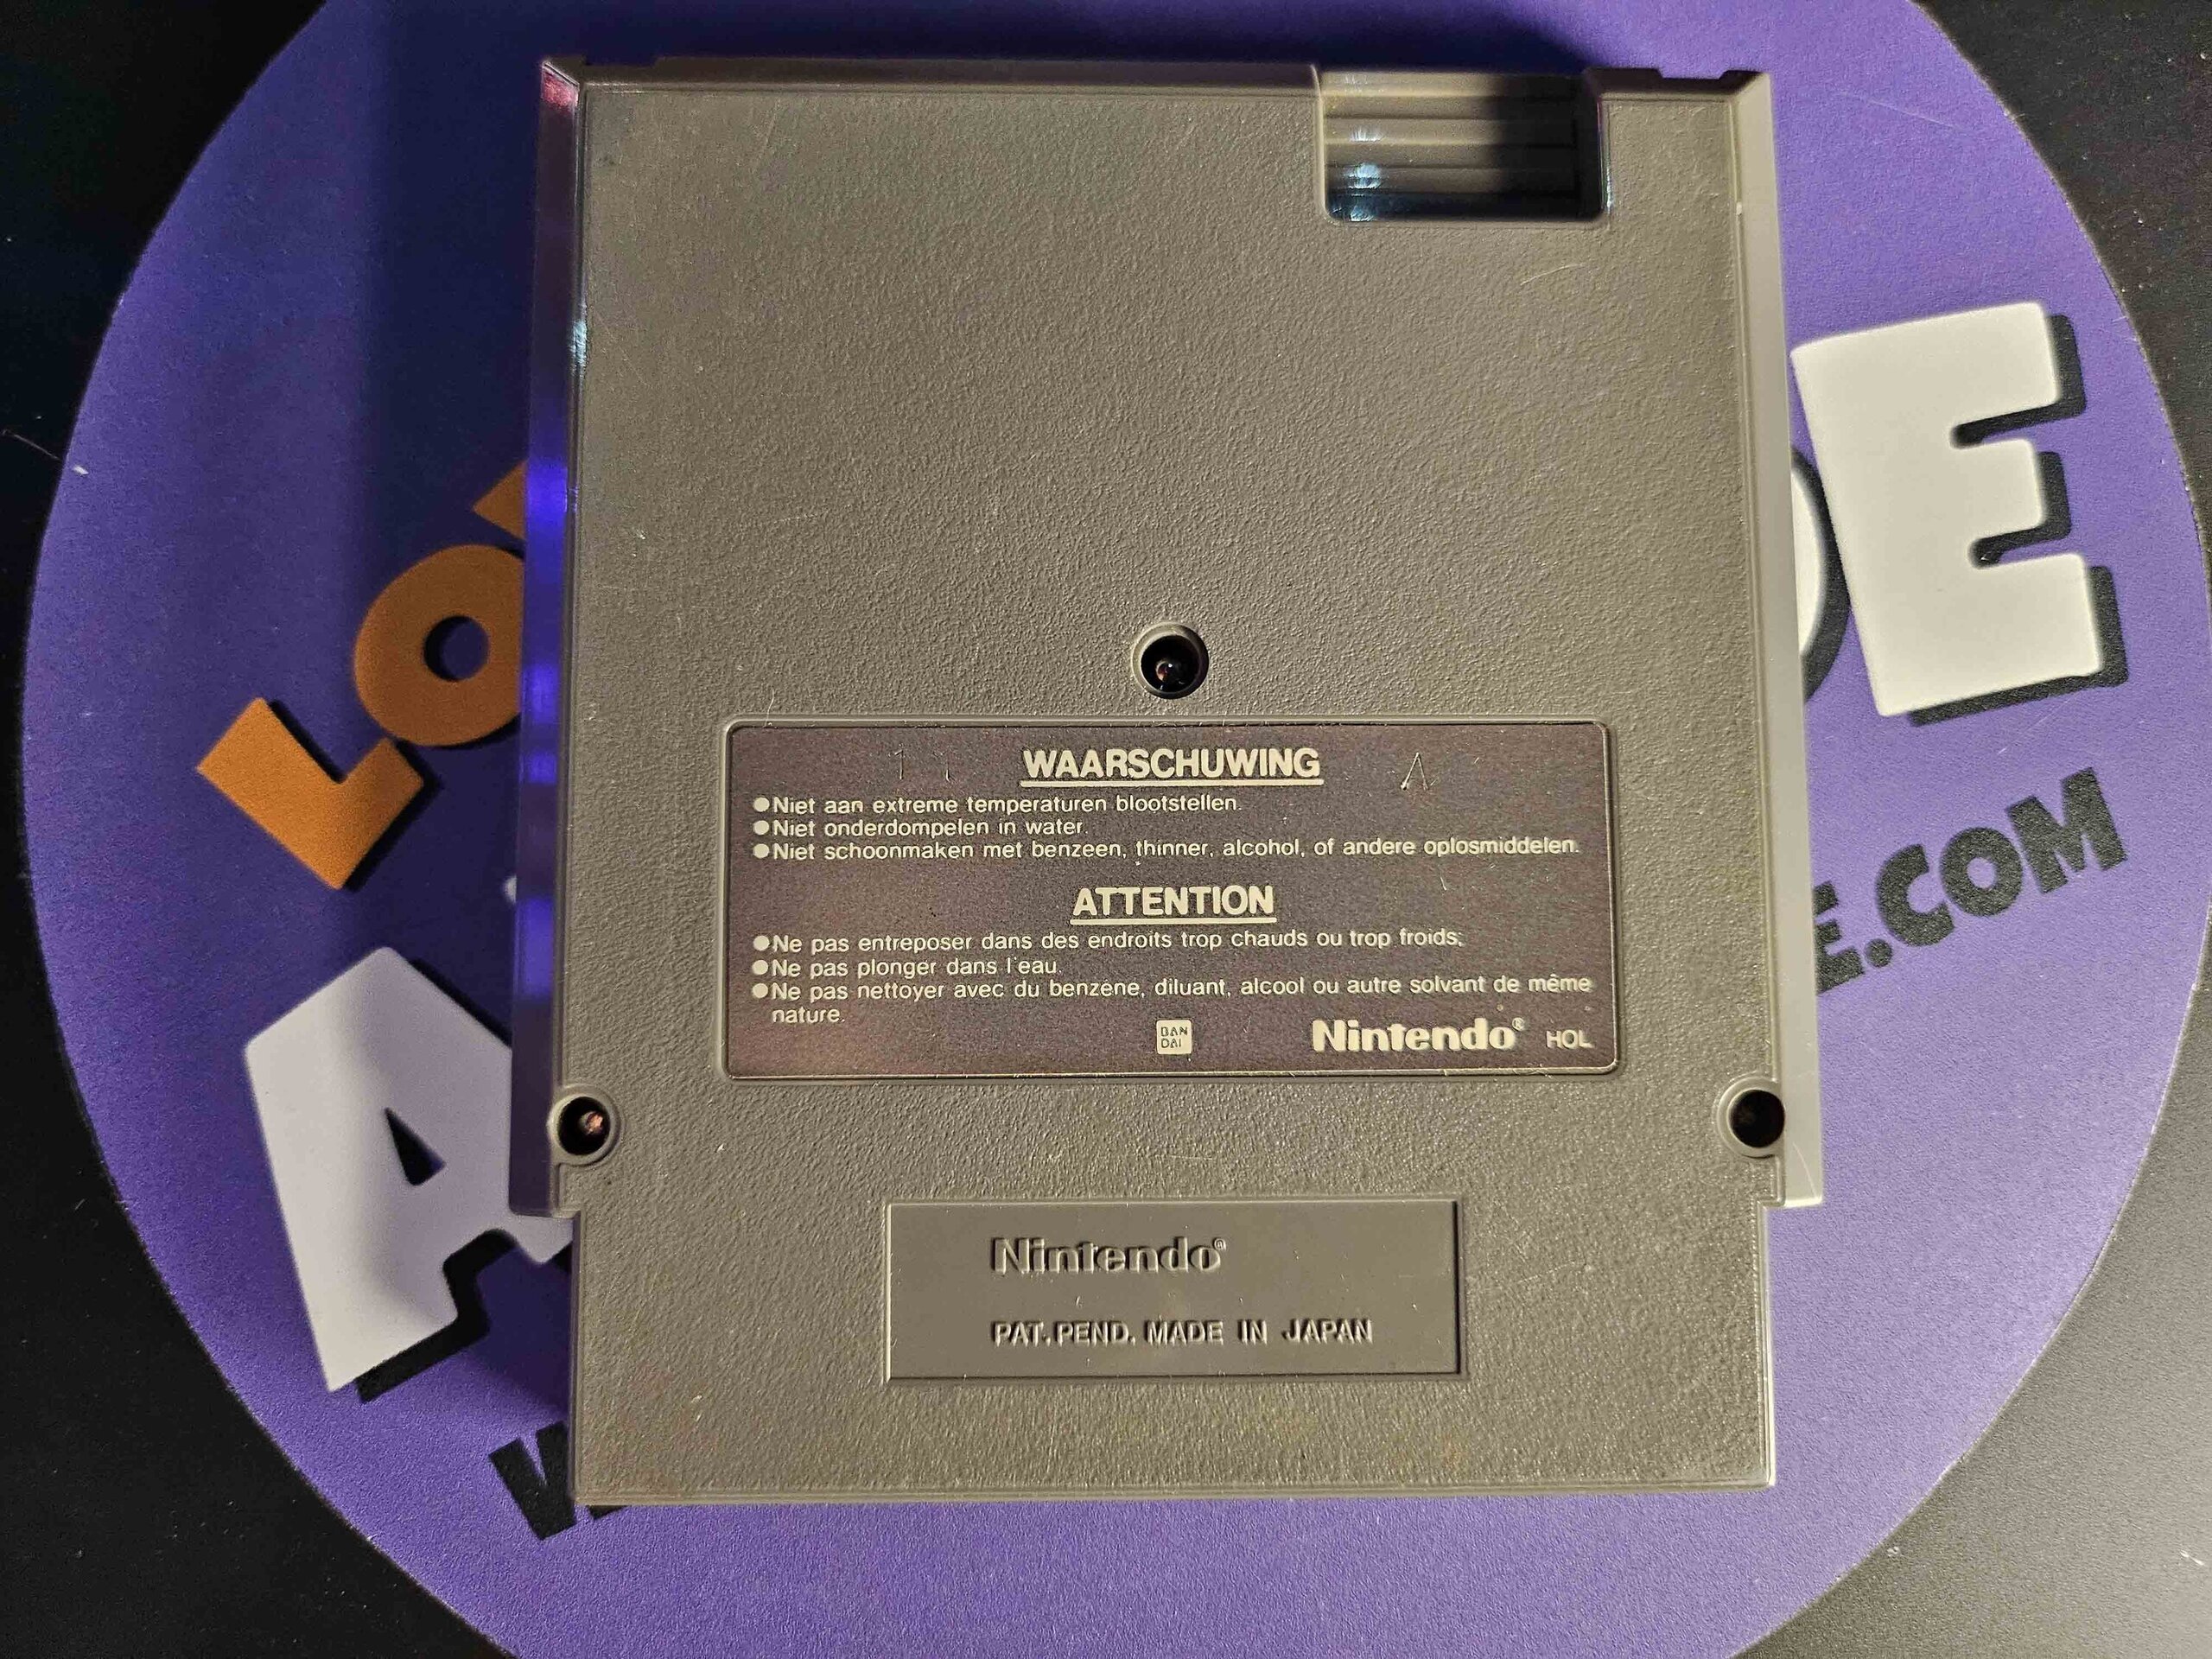 WAARSCHUWING
●Niet aan extreme temperaturen blootstellen.
●Niet onderdompelen in water.
●Niet schoonmaken met benzeen, thinner, alcohol, of andere oplosmiddelen.
ATTENTION
●Ne pas entreposer dans des endroits trop chauds ou trop froids;
●Ne pas plonger dans l'eau.
●Ne pas nettoyer avec du benzène, diluant, alcool ou autre solvant de même
nature.
BAN
DAI
Nintendo® HOL
Nintendo®
PAT.PEND. MADE IN JAPAN